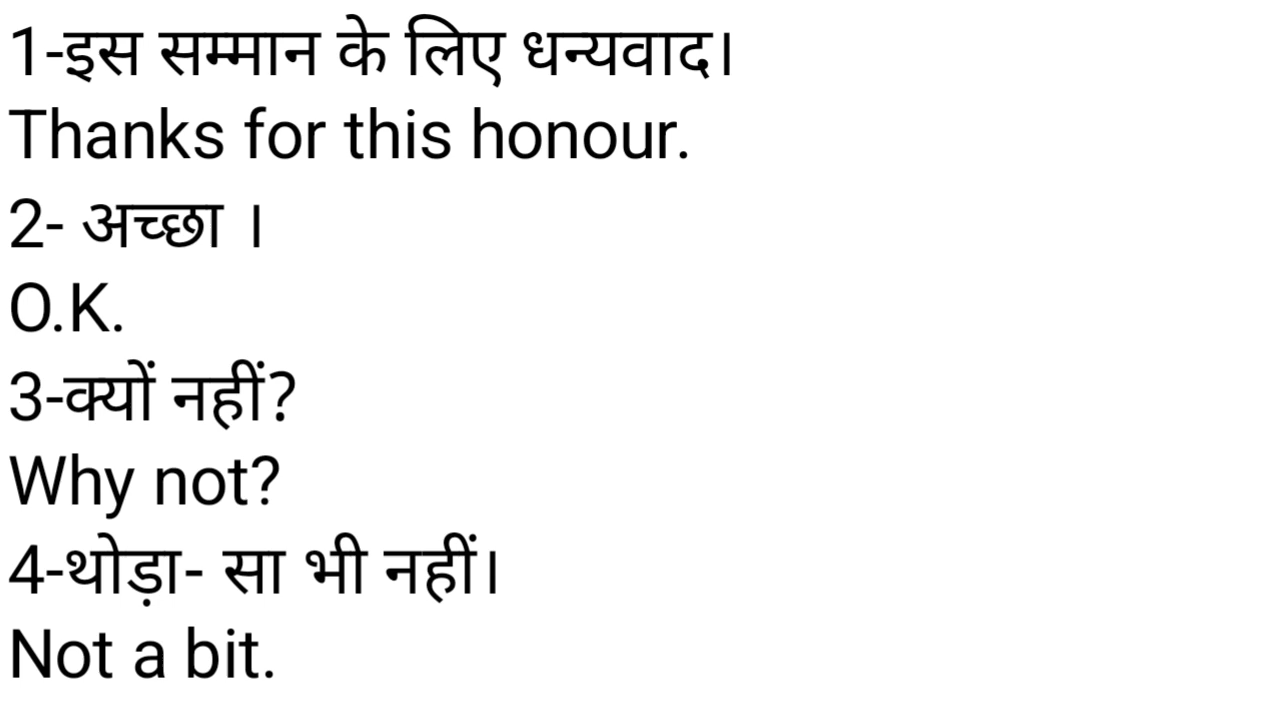 1-इस सम्मान के लिए धन्यवाद।
Thanks for this honour.
2- अच्छा ।
O.K.
3-क्यों नहीं?
Why not?
4-थोड़ा- सा भी नहीं।
Not a bit.